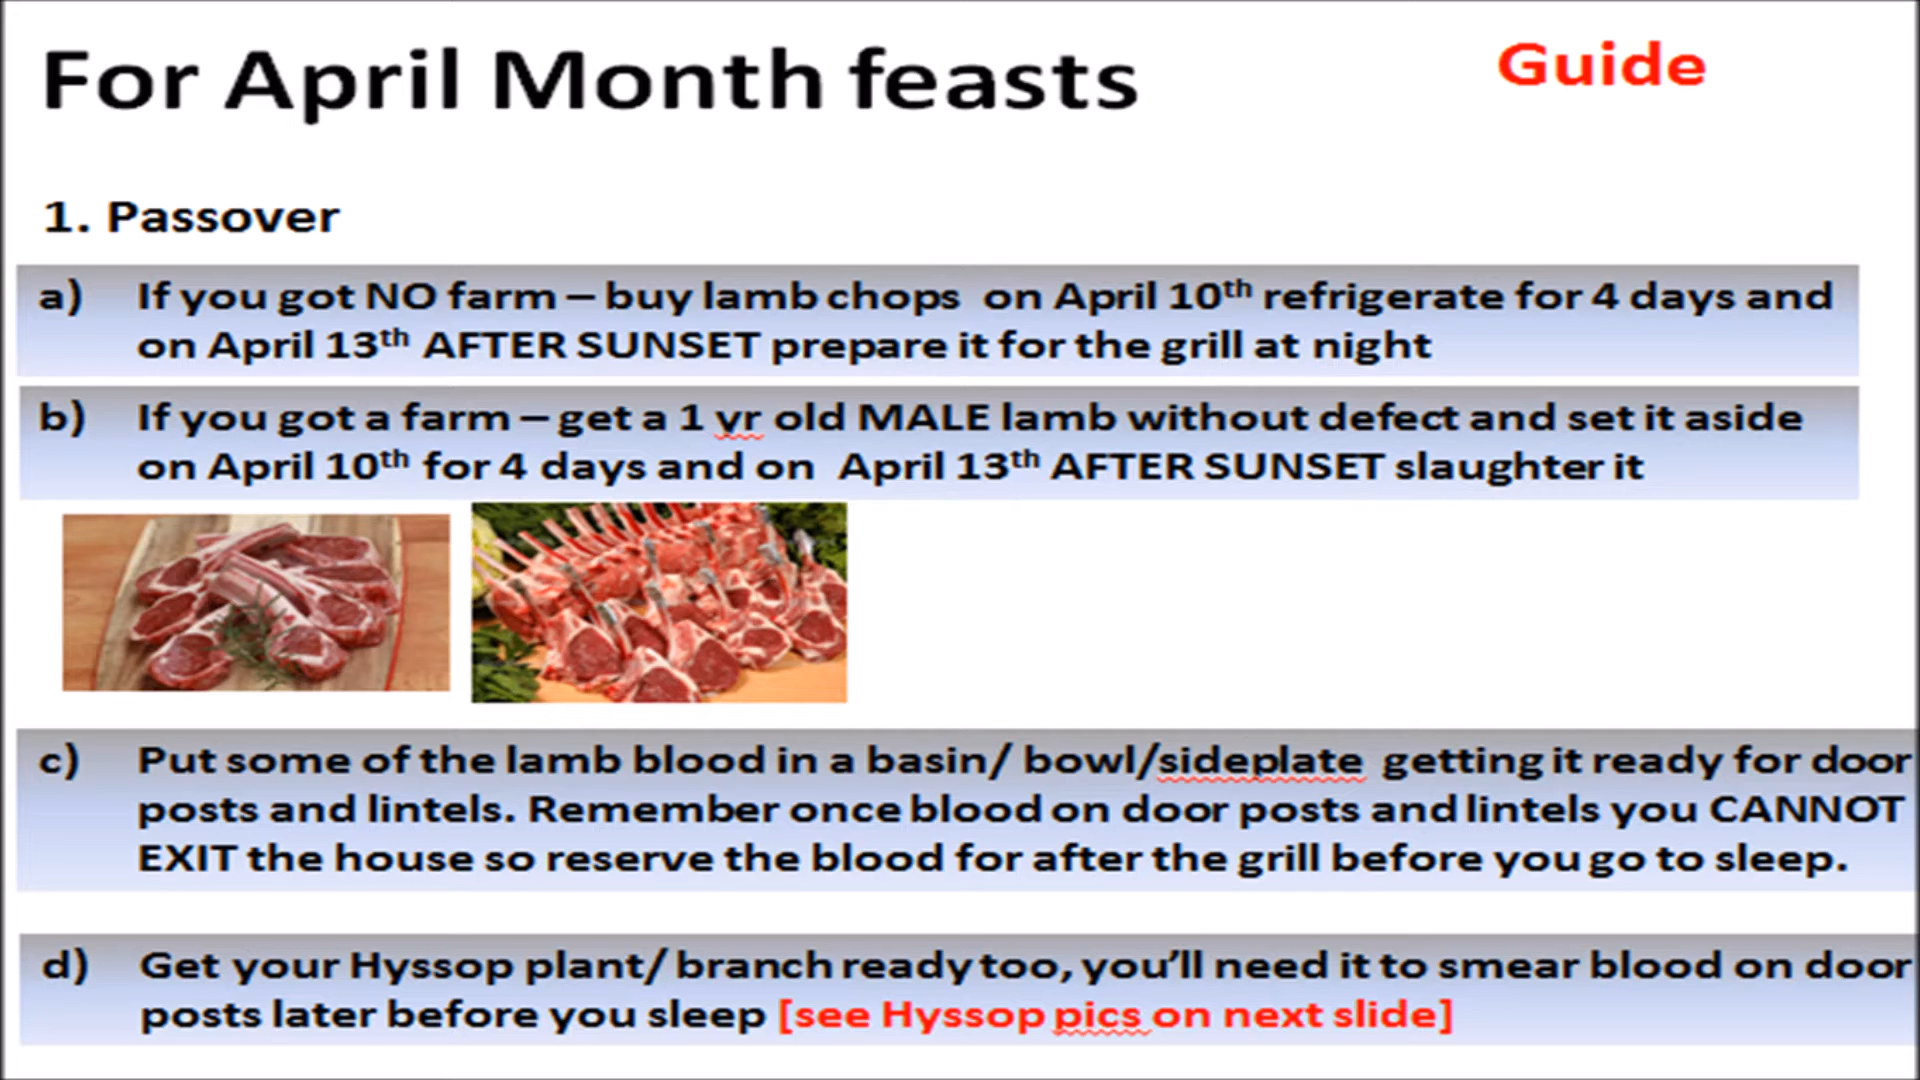 For April Month feasts
Guide
1. Passover
a) If you got NO farm – buy lamb chops on April 10th refrigerate for 4 days and
on April 13th AFTER SUNSET prepare it for the grill at night
b) If you got a farm – get a 1 yr old MALE lamb without defect and set it aside
on April 10th for 4 days and on April 13th AFTER SUNSET slaughter it
c) Put some of the lamb blood in a basin/ bowl/sideplate getting it ready for door
posts and lintels. Remember once blood on door posts and lintels you CANNOT
EXIT the house so reserve the blood for after the grill before you go to sleep.
d) Get your Hyssop plant/ branch ready too, you’ll need it to smear blood on door
posts later before you sleep [see Hyssop pics on next slide]